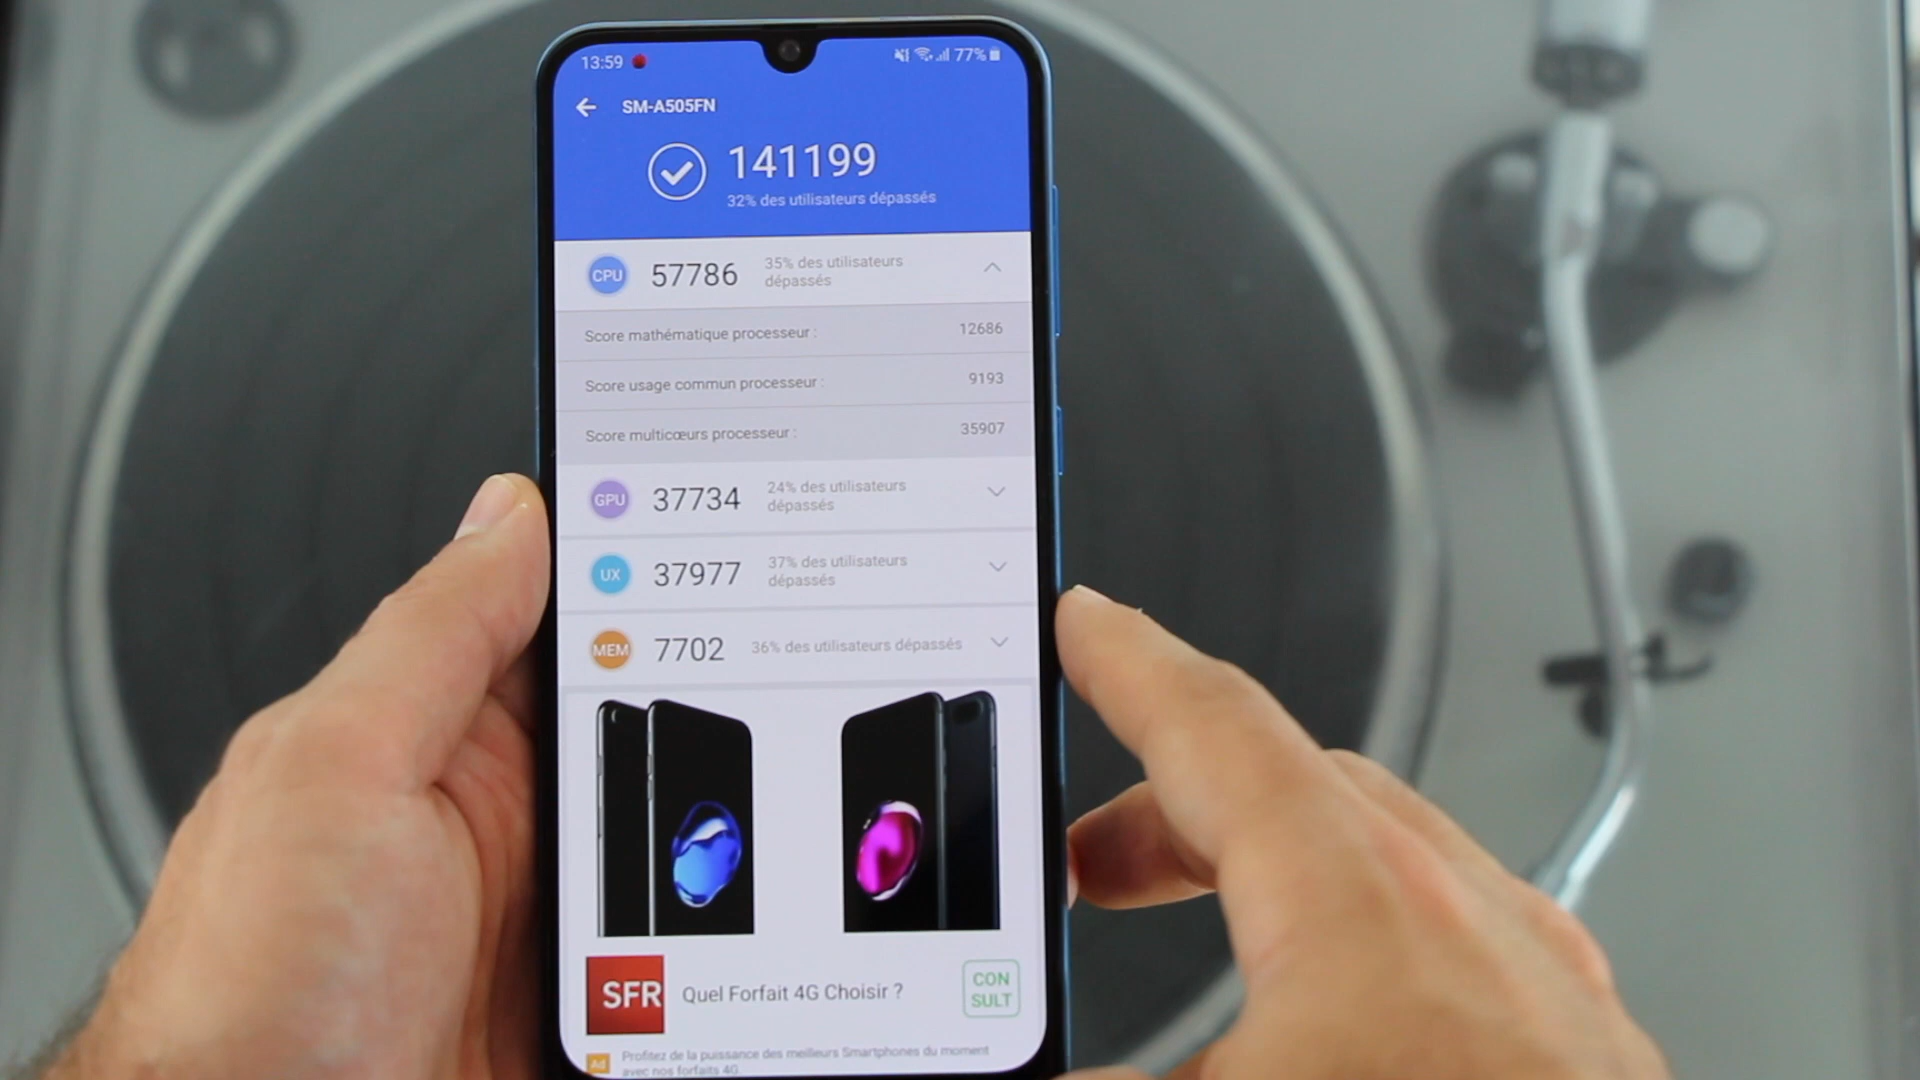 13:59 77%
SM-A505FN
141199
32% des utilisateurs dépassés
CPU 57786 35% des utilisateurs
dépassés
Score mathématique processeur : 12686
Score usage commun processeur : 9193
Score multicœurs processeur : 35907
GPU 37734 24% des utilisateurs
dépassés
UX 37977 37% des utilisateurs
dépassés
MEM 7702 36% des utilisateurs dépassés
SFR Quel Forfait 4G Choisir ? CON
SULT
Ad Profitez de la puissance des meilleurs Smartphones du moment
avec nos forfaits 4G